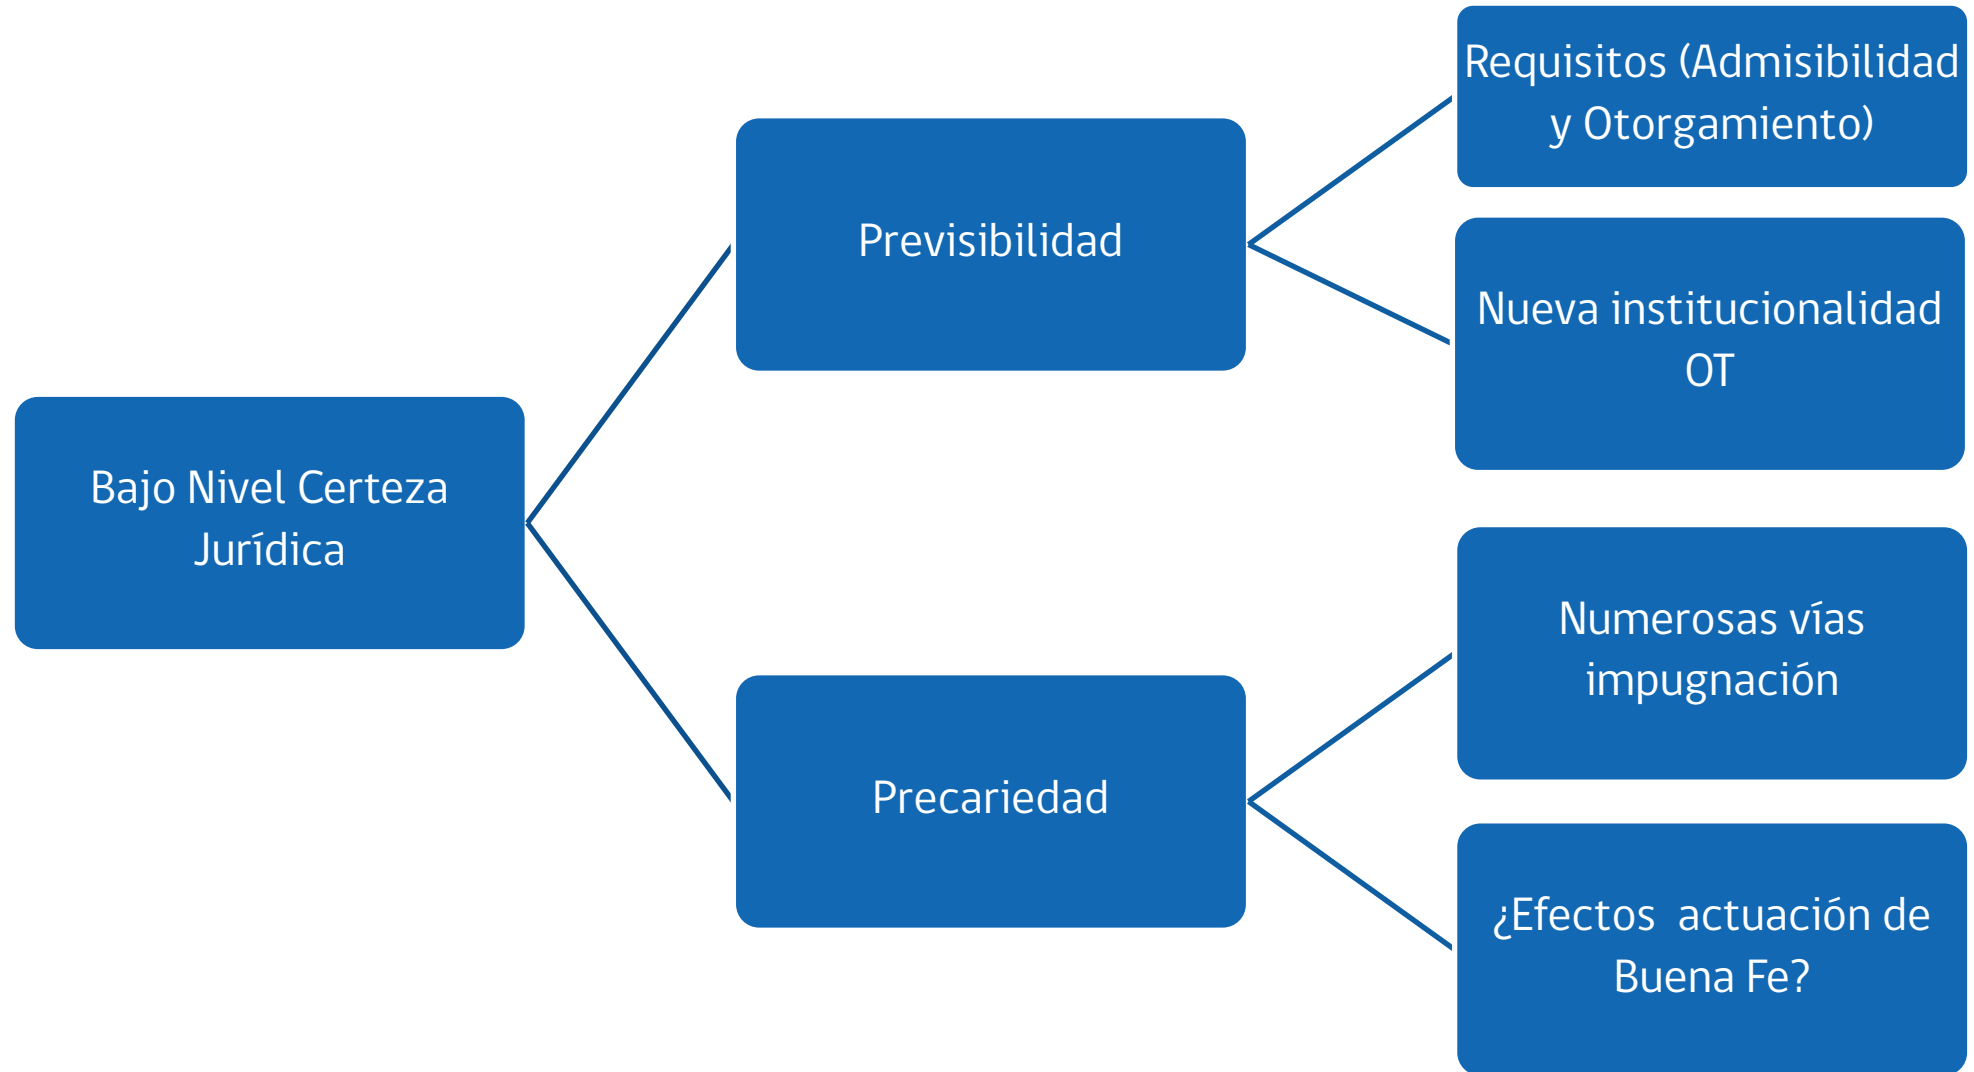 Bajo Nivel Certeza
Jurídica
Previsibilidad
Requisitos (Admisibilidad
y Otorgamiento)
Nueva institucionalidad
OT
Precariedad
Numerosas vías
impugnación
¿Efectos  actuación de
Buena Fe?